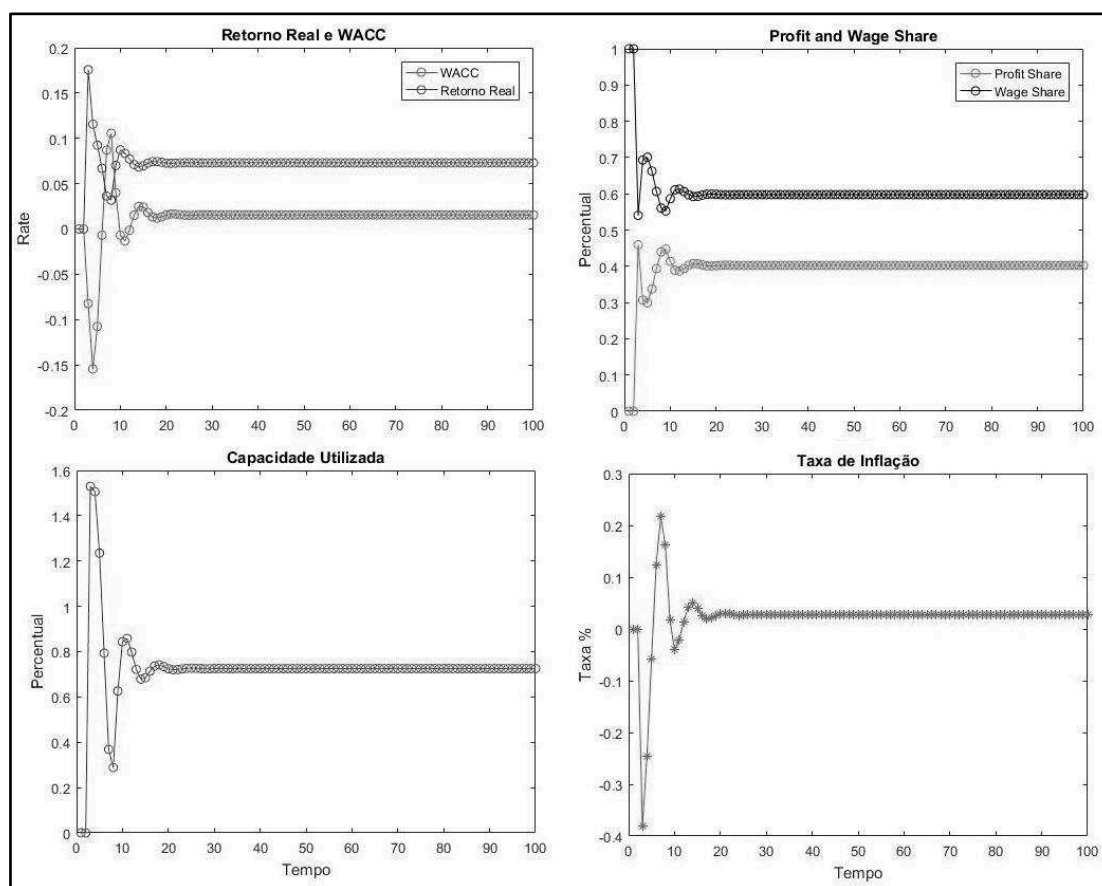 Retorno Real e WACC
WACC
Retorno Real
Rate
0.2
0.15
0.1
0.05
0
-0.05
-0.1
-0.15
-0.2
0 10 20 30 40 50 60 70 80 90 100
Profit and Wage Share
Profit Share
Wage Share
Percentual
1
0.9
0.8
0.7
0.6
0.5
0.4
0.3
0.2
0.1
0
0 10 20 30 40 50 60 70 80 90 100
Capacidade Utilizada
Percentual
1.6
1.4
1.2
1
0.8
0.6
0.4
0.2
0
0 10 20 30 40 50 60 70 80 90 100
Tempo
Taxa de Inflação
Taxa %
0.3
0.2
0.1
0
-0.1
-0.2
-0.3
-0.4
0 10 20 30 40 50 60 70 80 90 100
Tempo